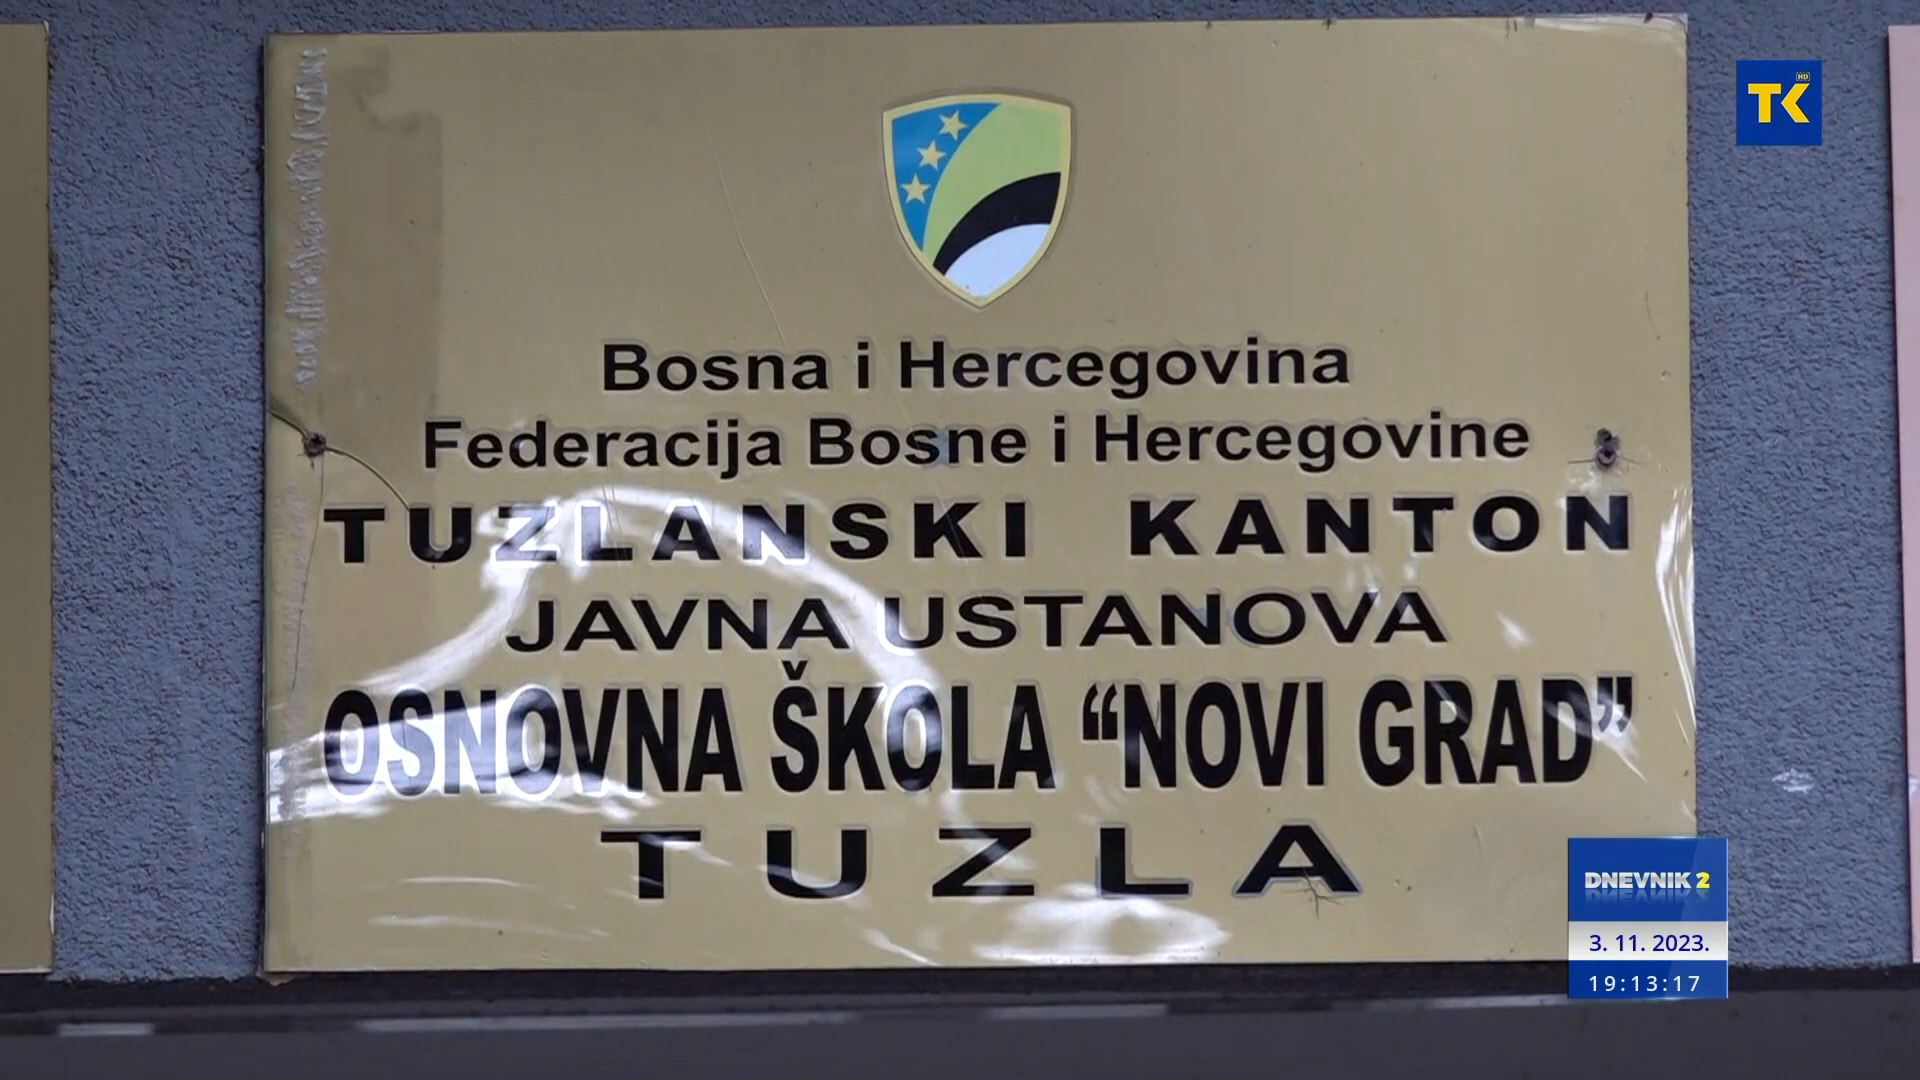 TK HD
Bosna i Hercegovina
Federacija Bosne i Hercegovine
TUZLANSKI KANTON
JAVNA USTANOVA
OSNOVNA ŠKOLA “NOVI GRAD”
TUZLA
DNEVNIK 2
3. 11. 2023.
19:13:17